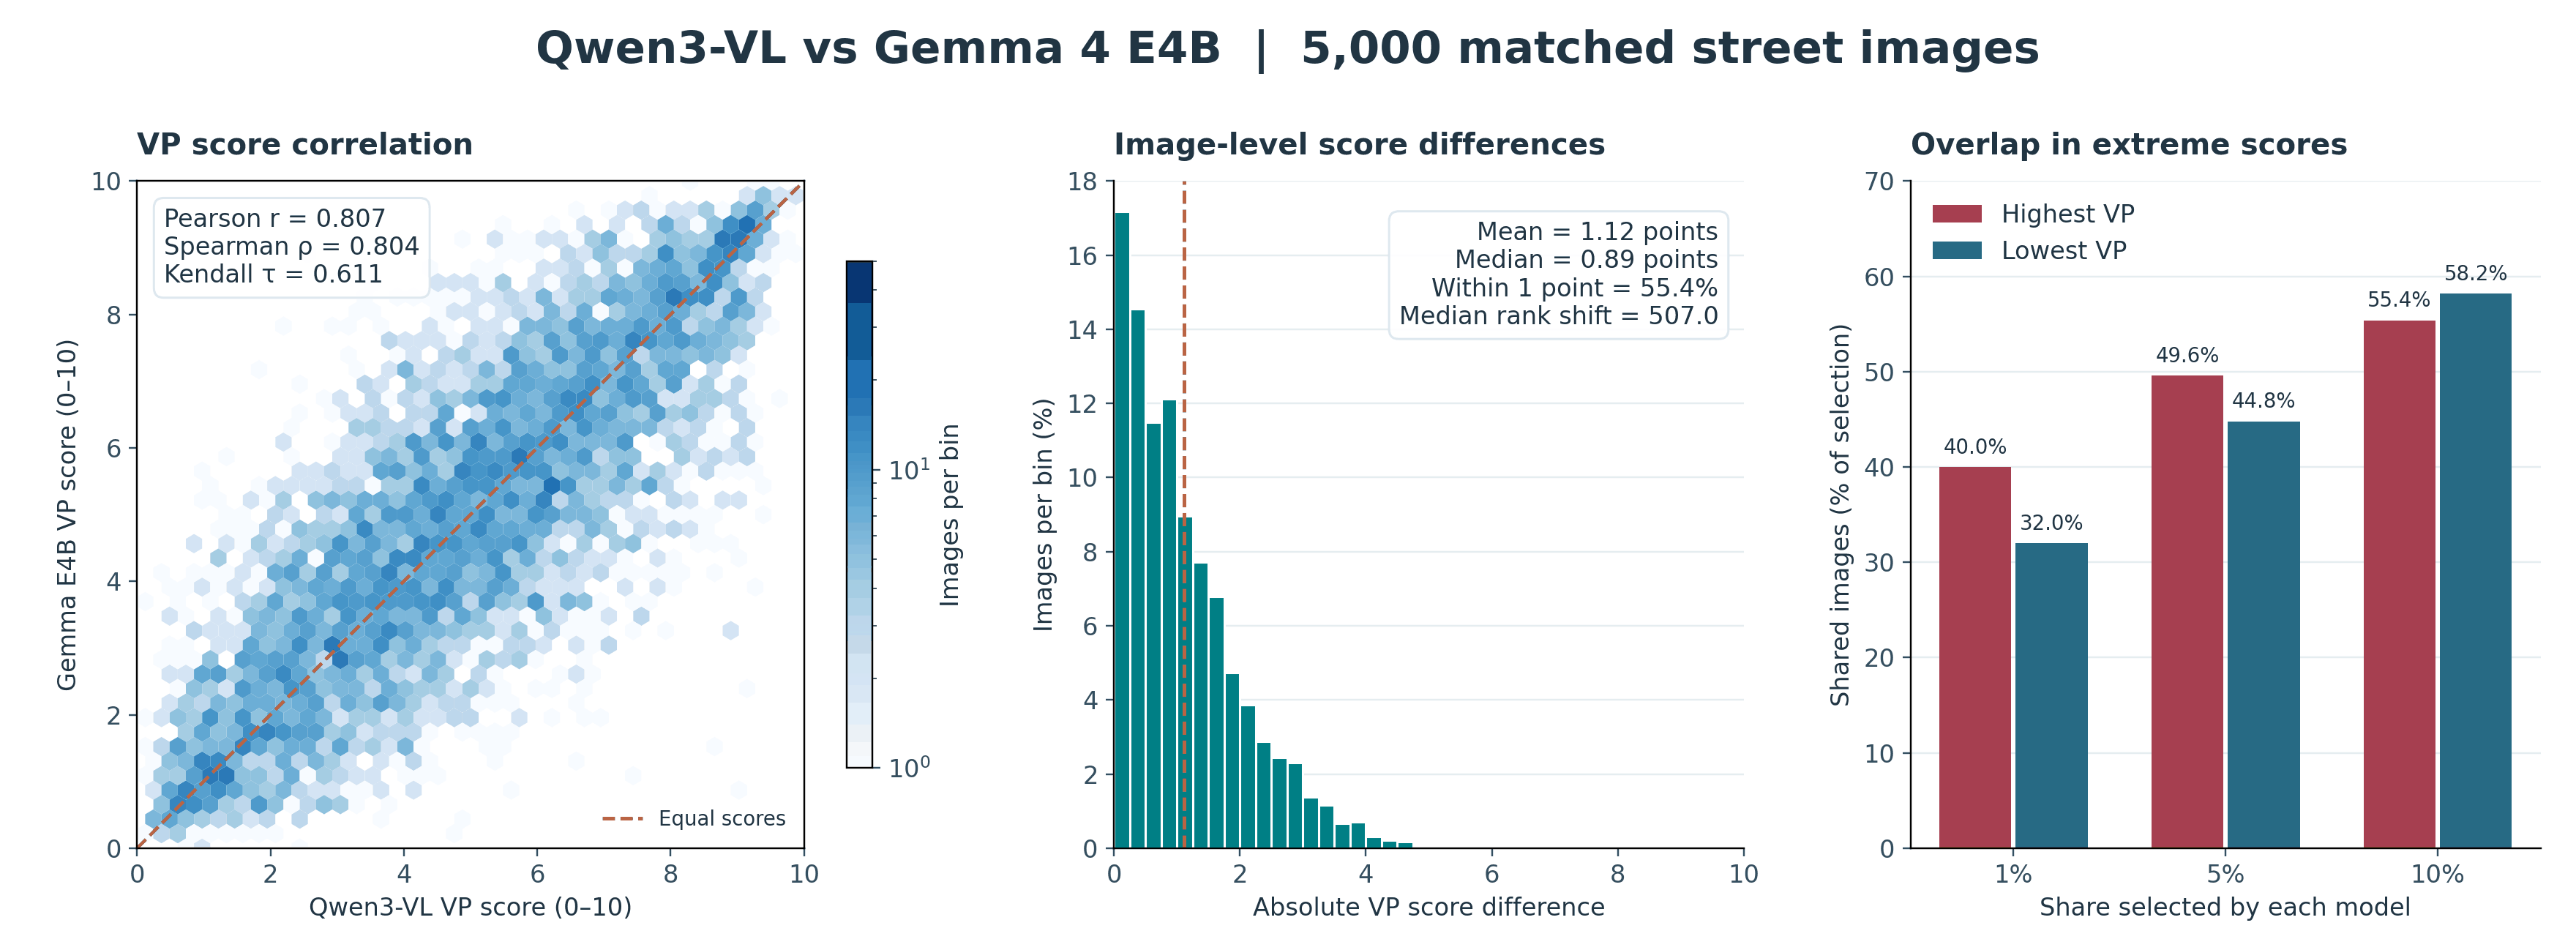 Qwen3-VL vs Gemma 4 E4B | 5,000 matched street images
VP score correlation
Pearson r = 0.807
Spearman ρ = 0.804
Kendall τ = 0.611
10
8
6
4
2
0
Gemma E4B VP score (0–10)
0 2 4 6 8 10
Qwen3-VL VP score (0–10)
Equal scores
10¹
10⁰
Images per bin
Image-level score differences
Mean = 1.12 points
Median = 0.89 points
Within 1 point = 55.4%
Median rank shift = 507.0
18
16
14
12
10
8
6
4
2
0
Images per bin (%)
0 2 4 6 8 10
Absolute VP score difference
Overlap in extreme scores
Highest VP
Lowest VP
70
60
50
40
30
20
10
0
Shared images (% of selection)
40.0%
32.0%
49.6%
44.8%
55.4%
58.2%
1% 5% 10%
Share selected by each model